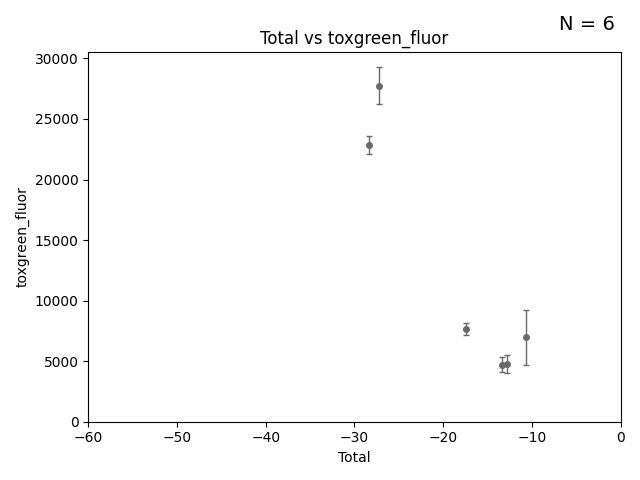 N = 6
Total vs toxgreen_fluor
30000
25000
20000
15000
10000
5000
0
toxgreen_fluor
−60 −50 −40 −30 −20 −10 0
Total